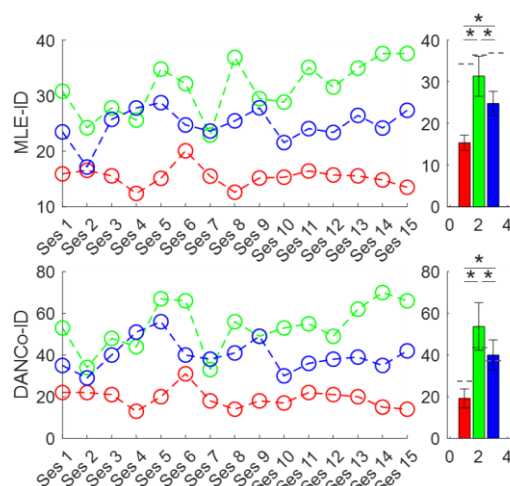 MLE-ID
40
30
20
10
Ses 1
Ses 2
Ses 3
Ses 4
Ses 5
Ses 6
Ses 7
Ses 8
Ses 9
Ses 10
Ses 11
Ses 12
Ses 13
Ses 14
Ses 15
*
* *
40
30
20
10
0
0 2 4
DANCo-ID
80
60
40
20
0
Ses 1
Ses 2
Ses 3
Ses 4
Ses 5
Ses 6
Ses 7
Ses 8
Ses 9
Ses 10
Ses 11
Ses 12
Ses 13
Ses 14
Ses 15
*
* *
80
60
40
20
0
0 2 4